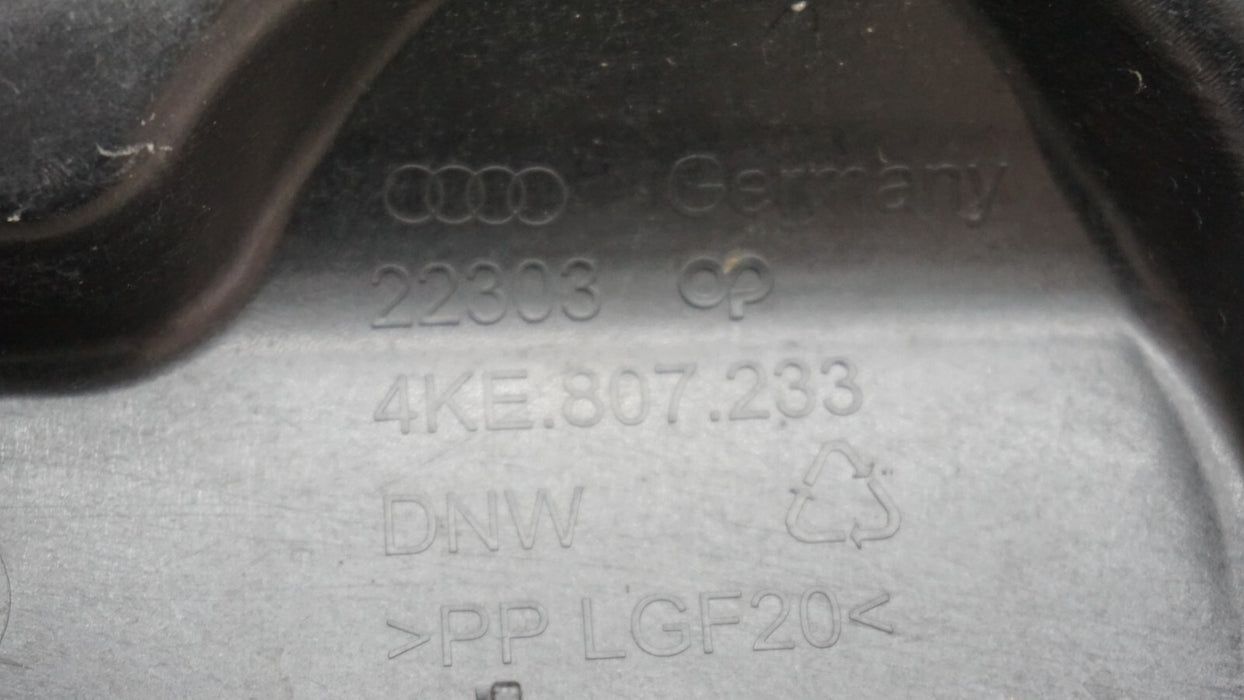 Germany
22303
4KE.807.233
DNW
>PP LGF20<